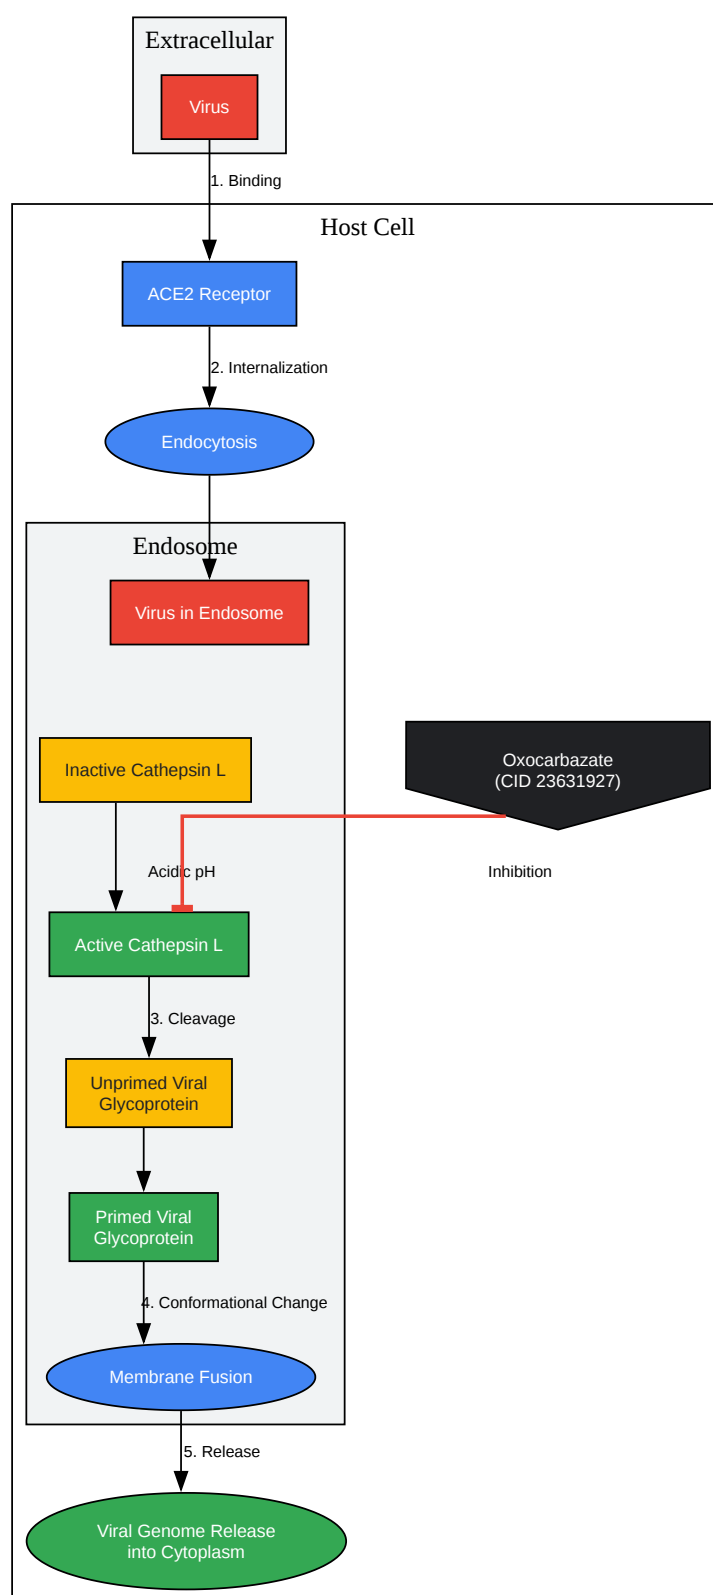 Extracellular
Virus
1. Binding
Host Cell
ACE2 Receptor
2. Internalization
Endocytosis
Endosome
Virus in Endosome
Inactive Cathepsin L
Oxocarbazate
(CID 23631927)
Acidic pH
Inhibition
Active Cathepsin L
3. Cleavage
Unprimed Viral
Glycoprotein
Primed Viral
Glycoprotein
4. Conformational Change
Membrane Fusion
5. Release
Viral Genome Release
into Cytoplasm